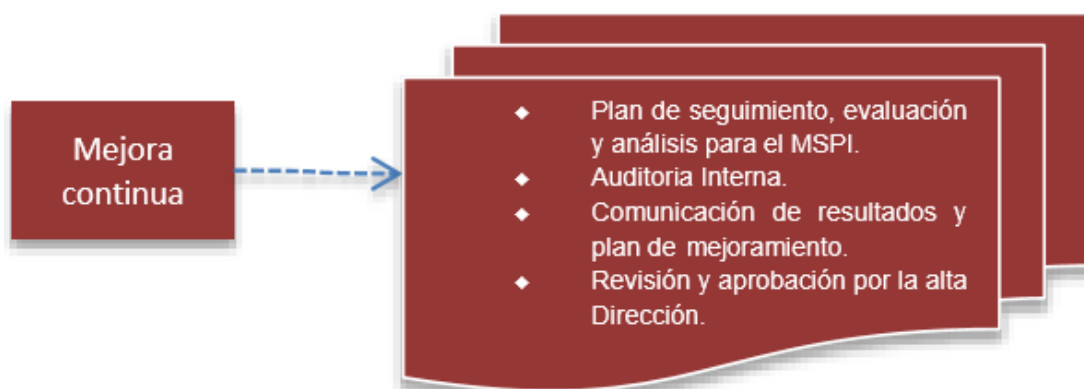 Mejora
continua
◆ Plan de seguimiento, evaluación
y análisis para el MSPI.
◆ Auditoria Interna.
◆ Comunicación de resultados y
plan de mejoramiento.
◆ Revisión y aprobación por la alta
Dirección.